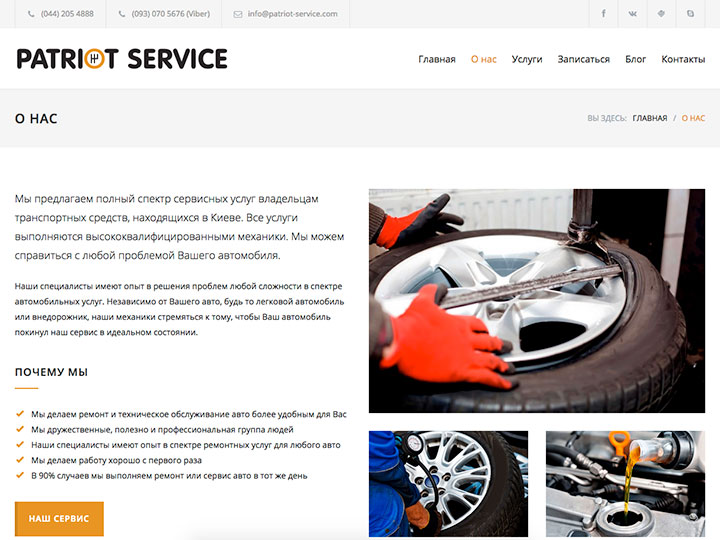 (044) 205 4888
(093) 070 5676 (Viber)
info@patriot-service.com
PATRIOT SERVICE
Главная
О нас
Услуги
Записаться
Блог
Контакты
О НАС
ВЫ ЗДЕСЬ: ГЛАВНАЯ / О НАС
Мы предлагаем полный спектр сервисных услуг владельцам
транспортных средств, находящихся в Киеве. Все услуги
выполняются высококвалифицированными механики. Мы можем
справиться с любой проблемой Вашего автомобиля.
Наши специалисты имеют опыт в решения проблем любой сложности в спектре
автомобильных услуг. Независимо от Вашего авто, будь то легковой автомобиль
или внедорожник, наши механики стремяться к тому, чтобы Ваш автомобиль
покинул наш сервис в идеальном состоянии.
ПОЧЕМУ МЫ
Мы делаем ремонт и техническое обслуживание авто более удобным для Вас
Мы дружественные, полезно и профессиональная группа людей
Наши специалисты имеют опыт в спектре ремонтных услуг для любого авто
Мы делаем работу хорошо с первого раза
В 90% случаев мы выполняем ремонт или сервис авто в тот же день
НАШ СЕРВИС